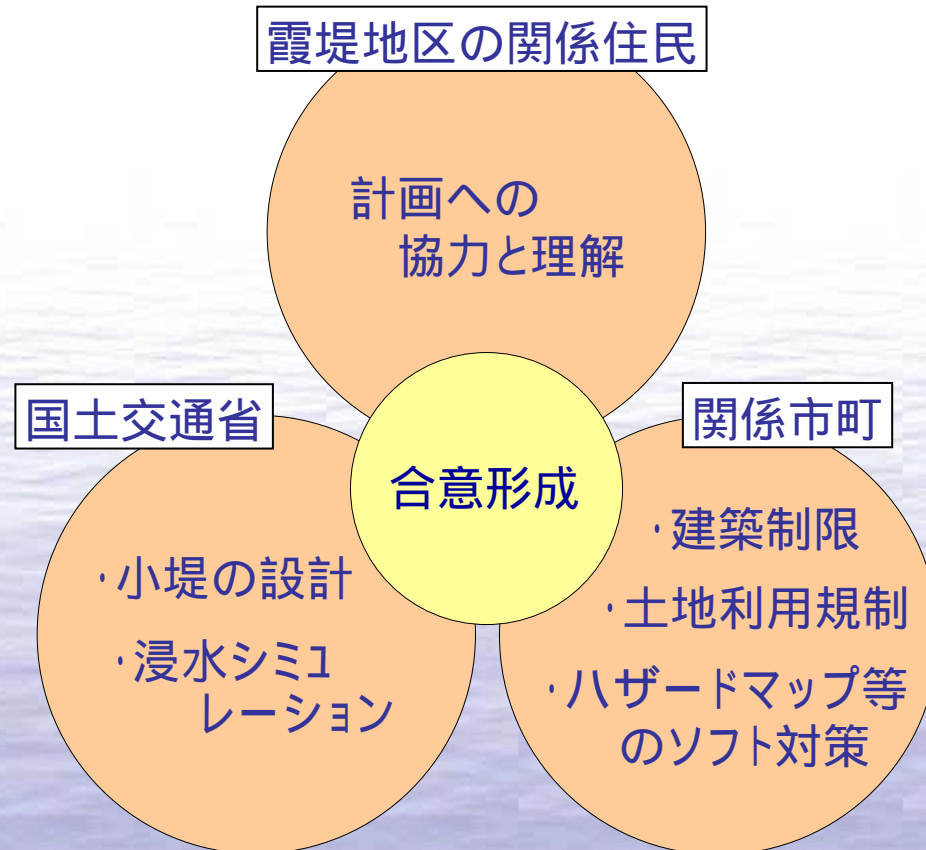 霞堤地区の関係住民
計画への
協力と理解
国土交通省
・小堤の設計
・浸水シミュ
レーション
合意形成
関係市町
・建築制限
・土地利用規制
・ハザードマップ等
のソフト対策